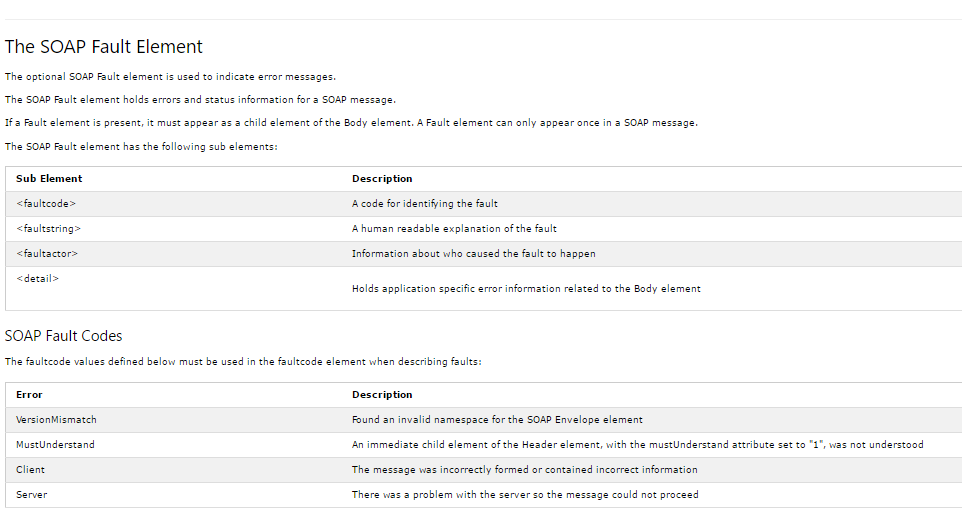 The SOAP Fault Element
The optional SOAP Fault element is used to indicate error messages.
The SOAP Fault element holds errors and status information for a SOAP message.
If a Fault element is present, it must appear as a child element of the Body element. A Fault element can only appear once in a SOAP message.
The SOAP Fault element has the following sub elements:
Sub Element Description
<faultcode> A code for identifying the fault
<faultstring> A human readable explanation of the fault
<faultactor> Information about who caused the fault to happen
<detail>
Holds application specific error information related to the Body element
SOAP Fault Codes
The faultcode values defined below must be used in the faultcode element when describing faults:
Error Description
VersionMismatch Found an invalid namespace for the SOAP Envelope element
MustUnderstand An immediate child element of the Header element, with the mustUnderstand attribute set to "1", was not understood
Client The message was incorrectly formed or contained incorrect information
Server There was a problem with the server so the message could not proceed